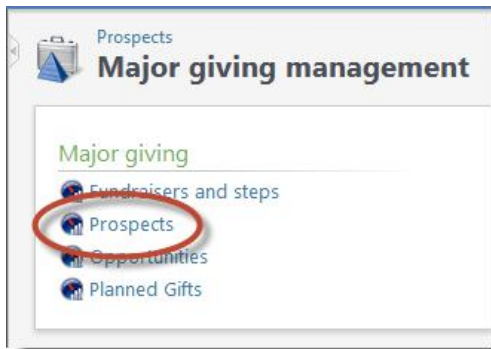 Prospects
Major giving management
Major giving
Fundraisers and steps
Prospects
Opportunities
Planned Gifts